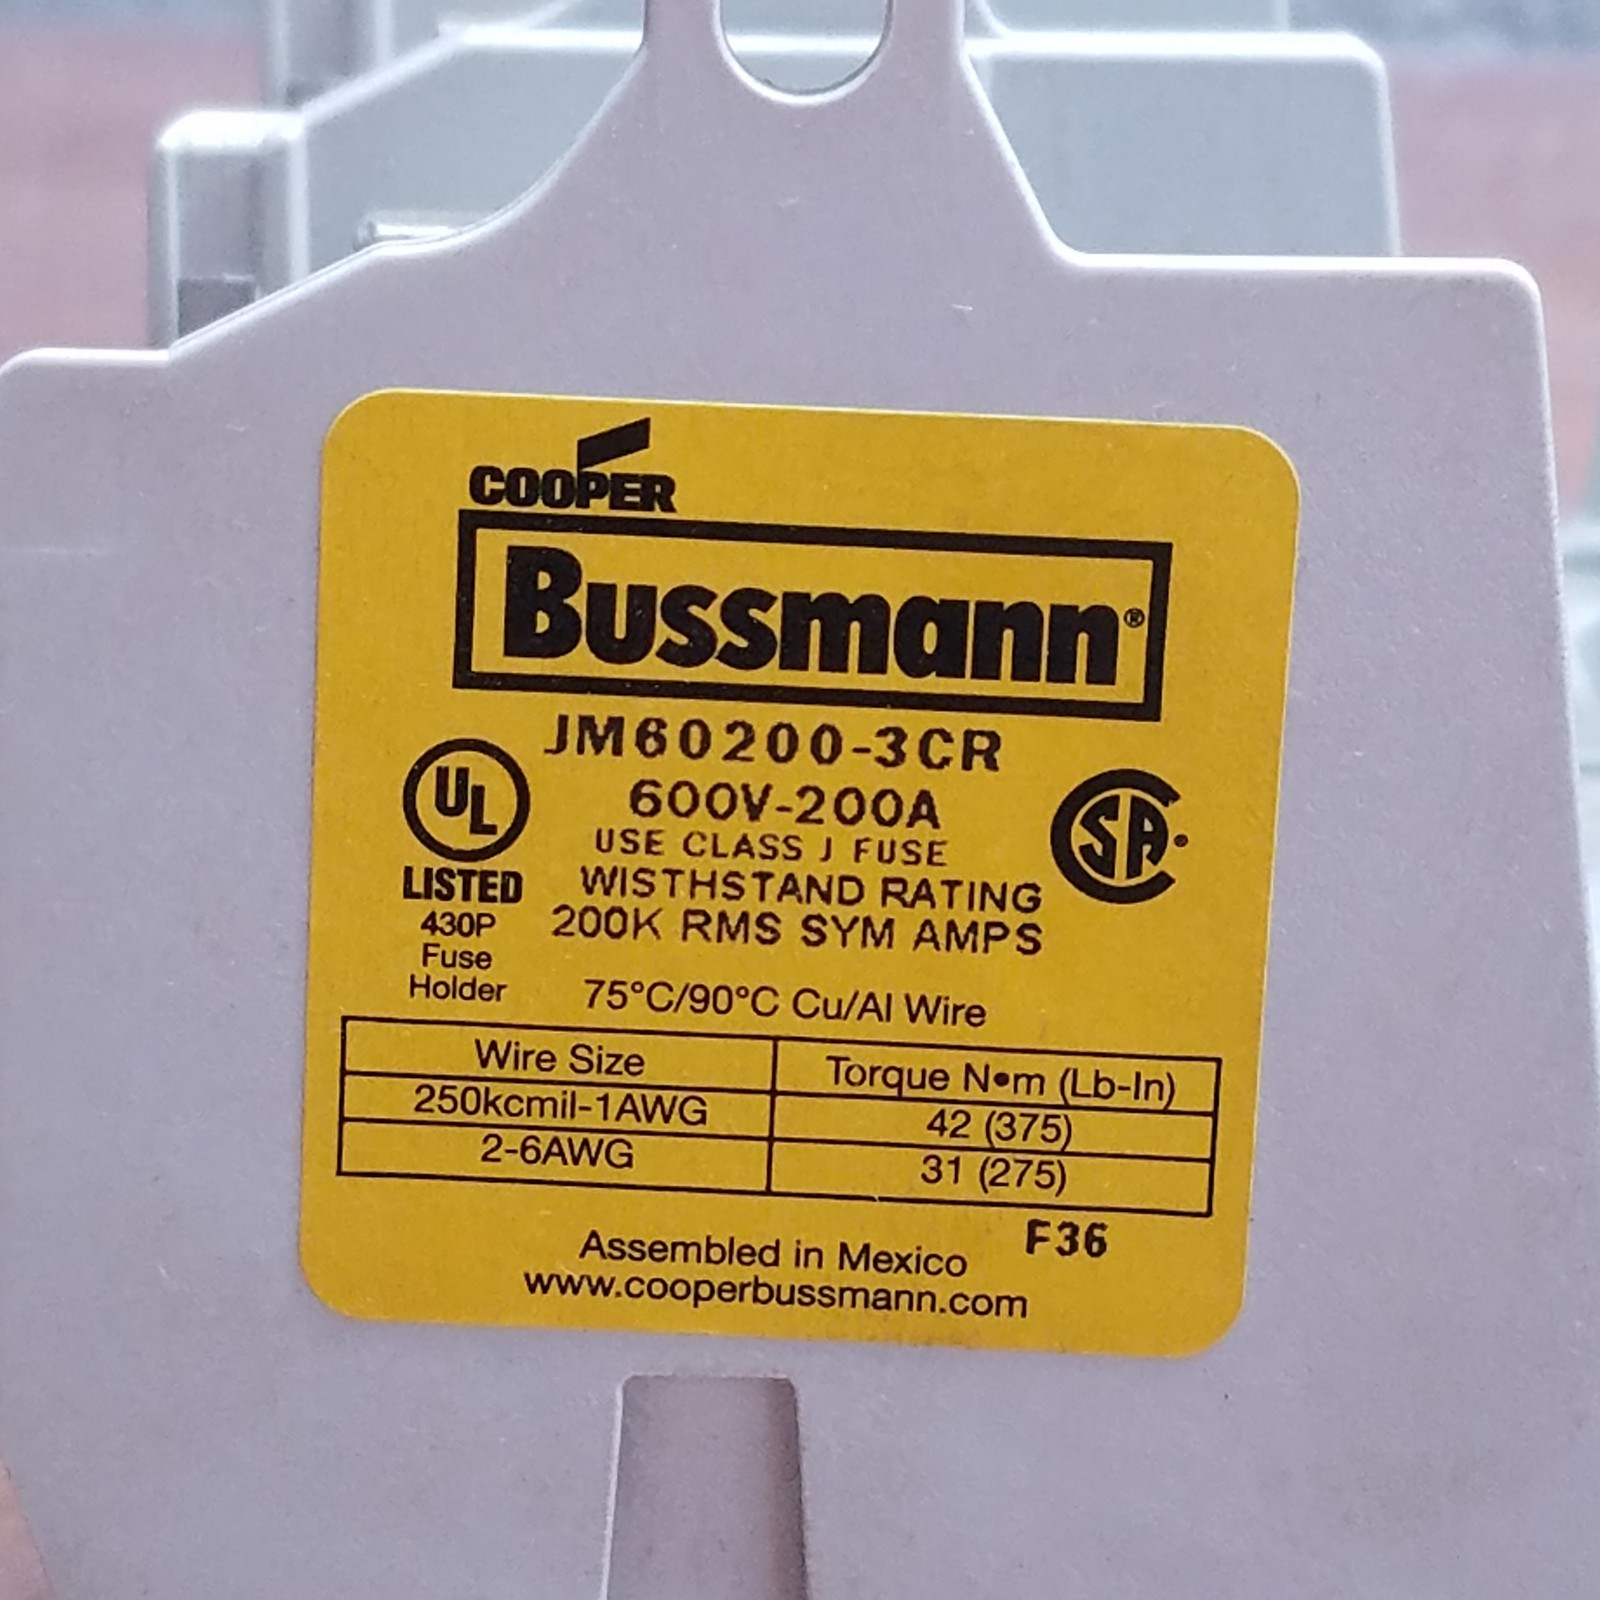 COOPER
Bussmann®
JM60200-3CR
600V-200A
USE CLASS J FUSE
WISTHSTAND RATING
200K RMS SYM AMPS
UL
LISTED
430P
Fuse
Holder
SA
75°C/90°C Cu/Al Wire
Wire Size Torque N•m (Lb-In)
250kcmil-1AWG 42 (375)
2-6AWG 31 (275)
F36
Assembled in Mexico
www.cooperbussmann.com